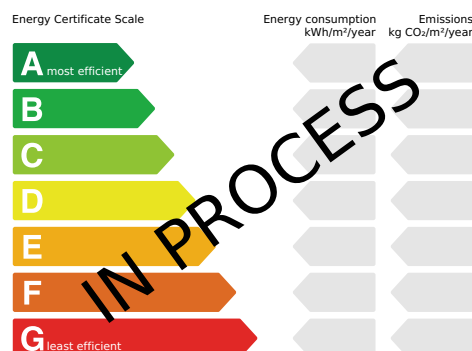 Energy Certificate Scale
Energy consumption
kWh/m²/year
Emissions
kg CO₂/m²/year
A most efficient
B
C
D
E
F
G least efficient
IN PROCESS